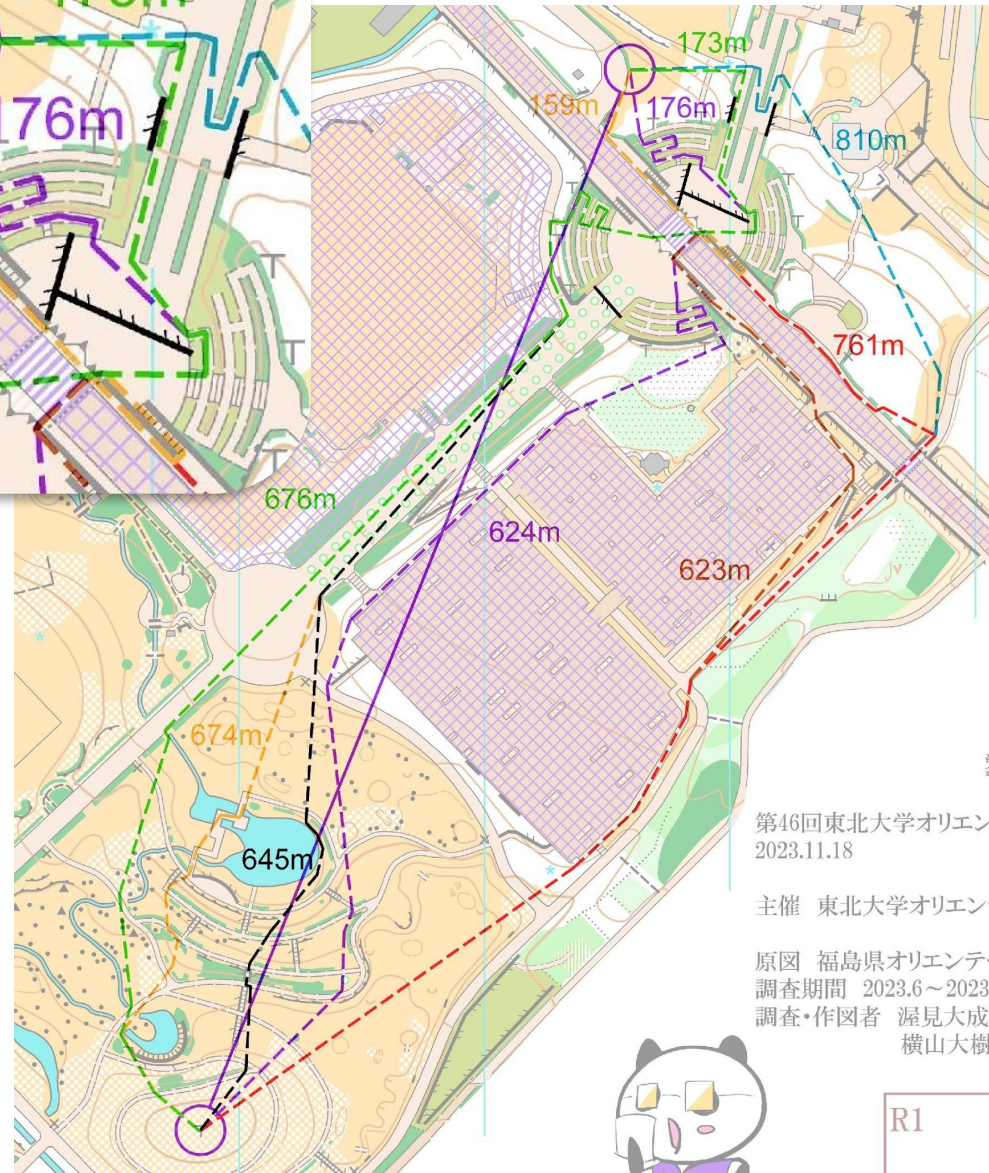 176m
173m
159m
176m
810m
761m
676m
624m
623m
674m
645m
第46回東北大学オリエン
2023.11.18
主催 東北大学オリエン
原図 福島県オリエンテ
調査期間 2023.6～2023
調査・作図者 渥見大成
横山大樹
R1